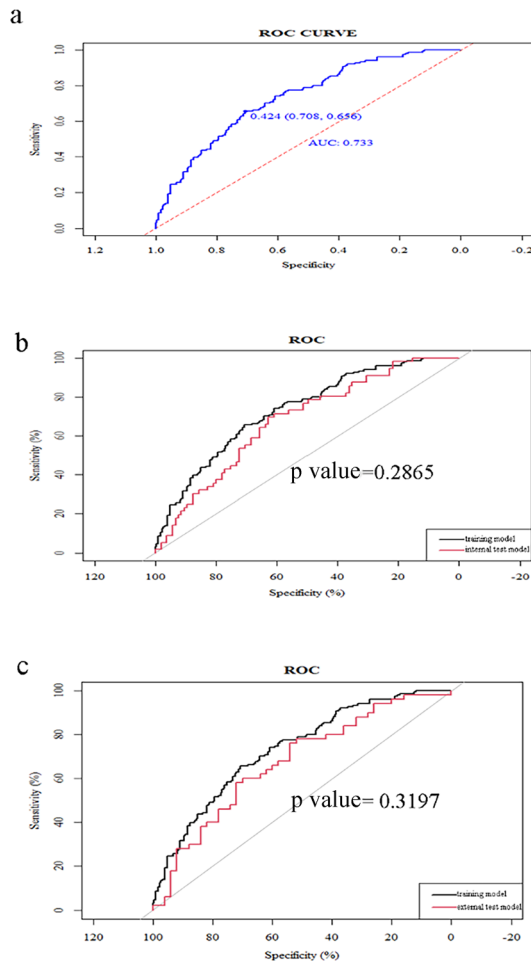 a
ROC CURVE
1.0
0.8
0.6
0.4
0.2
0.0
Sensitivity
0.424 (0.708, 0.656)
AUC: 0.733
1.2 1.0 0.8 0.6 0.4 0.2 0.0 -0.2
Specificity
b
ROC
100
80
60
40
20
0
Sensitivity (%)
p value=0.2865
training model
internal test model
120 100 80 60 40 20 0 -20
Specificity (%)
c
ROC
100
80
60
40
20
0
Sensitivity (%)
p value= 0.3197
training model
external test model
120 100 80 60 40 20 0 -20
Specificity (%)